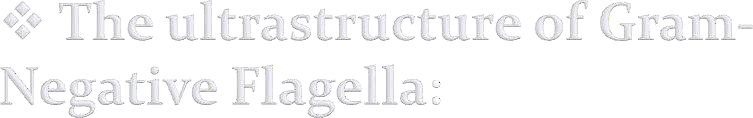 ❖ The ultrastructure of Gram-
Negative Flagella: